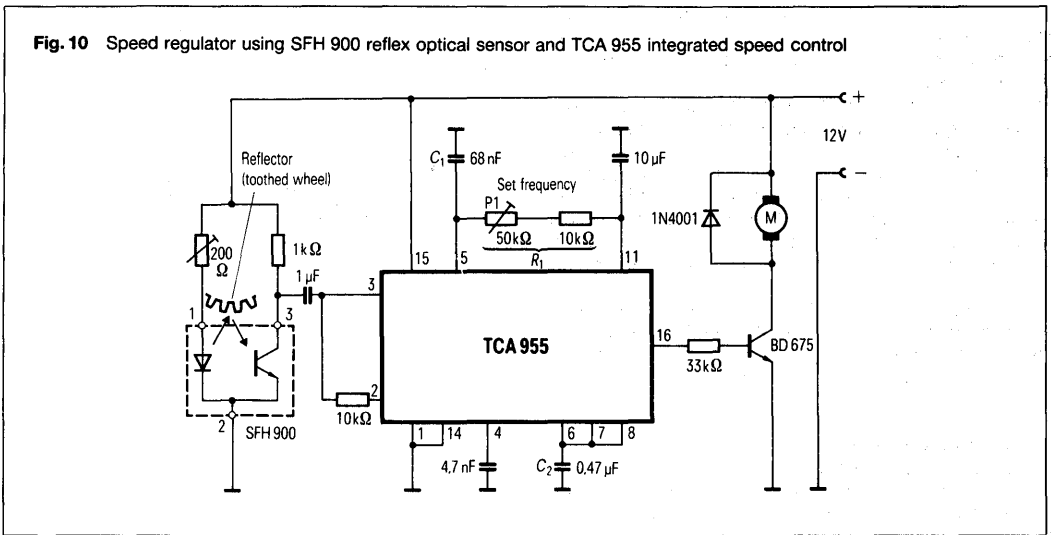 Fig. 10 Speed regulator using SFH 900 reflex optical sensor and TCA 955 integrated speed control
+
12V
−
Reflector
(toothed wheel)
C₁ 68 nF
10 µF
Set frequency
P1
50kΩ 10kΩ
R₁
1N4001
M
200
Ω
1kΩ
1 µF
15 5 11
3
1 3
TCA 955
16
33kΩ
BD 675
2
10kΩ
2
SFH 900
1 14 4 6 7 8
4,7 nF
C₂ 0,47 µF